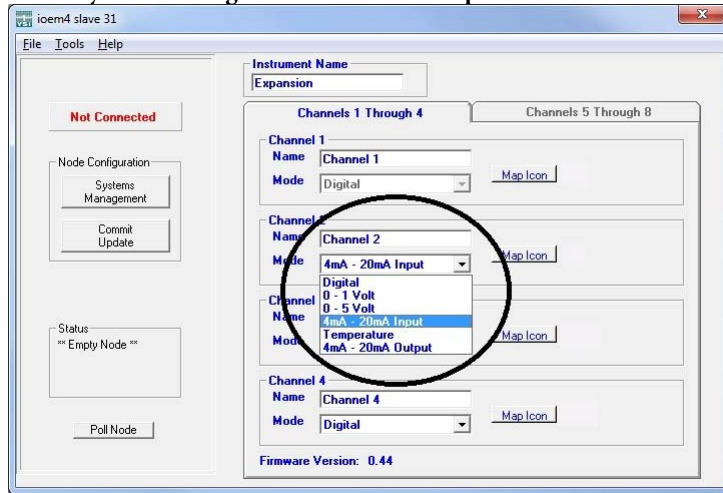 VSI
ioem4 slave 31
File Tools Help
Instrument Name
Expansion
Not Connected
Node Configuration
Systems
Management
Commit
Update
Status
** Empty Node **
Poll Node
Channels 1 Through 4
Channels 5 Through 8
Channel 1
Name Channel 1
Mode Digital
Map Icon
Name Channel 2
Mode 4mA - 20mA Input
Map Icon
Digital
0 - 1 Volt
0 - 5 Volt
4mA - 20mA Input
Temperature
4mA - 20mA Output
Channel
Map Icon
Channel 4
Name Channel 4
Mode Digital
Map Icon
Firmware Version: 0.44